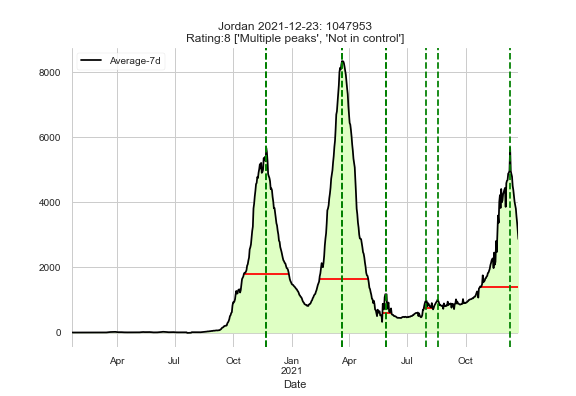 Jordan 2021-12-23: 1047953
Rating:8 ['Multiple peaks', 'Not in control']
Average-7d
8000
6000
4000
2000
0
Apr Jul Oct Jan Apr Jul Oct
2021
Date